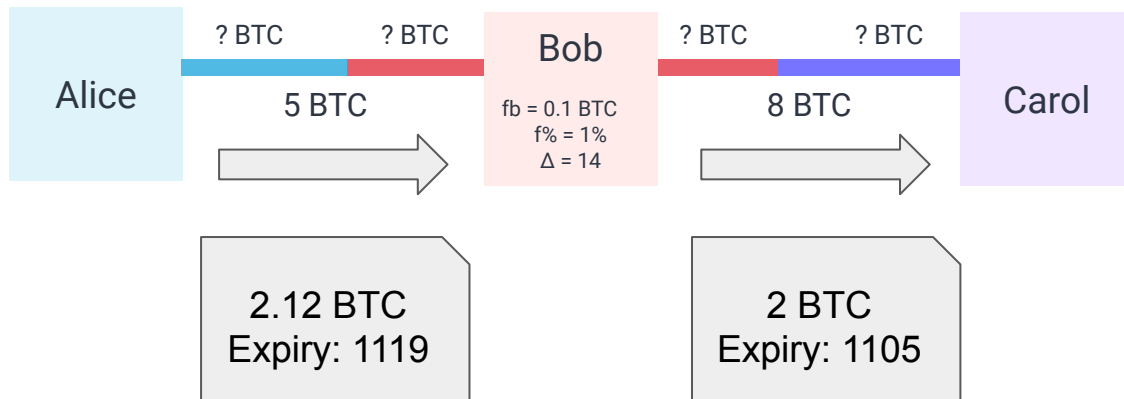 ? BTC
? BTC
? BTC
? BTC
Alice
Bob
Carol
5 BTC
8 BTC
fb = 0.1 BTC
f% = 1%
Δ = 14
2.12 BTC
Expiry: 1119
2 BTC
Expiry: 1105